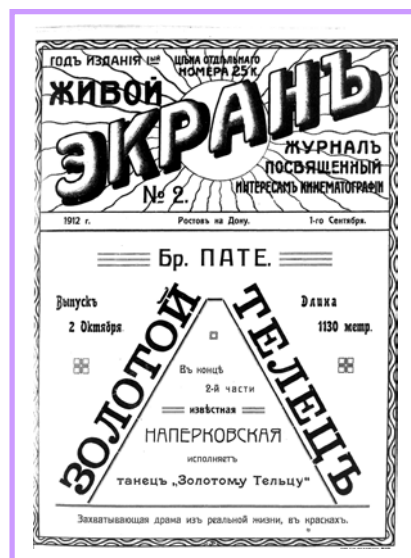 ГОДЪ ИЗДАНІЯ Iый
ЦѢНА ОТДѢЛЬНАГО
НОМЕРА 25 К.
ЖИВОЙ
ЭКРАНЪ
ЖУРНАЛЪ
ПОСВЯЩЕННЫЙ
ИНТЕРЕСАМЪ КИНЕМАТОГРАФІИ
№ 2.
1912 г. Ростовъ на Дону. 1-го Сентября.
Бр. ПАТЕ.
Выпускъ
2 Октября.
Длина
1130 метр.
ЗОЛОТОЙ
ТЕЛЕЦЪ
Въ концѣ
2-й части
извѣстная
НАПЕРКОВСКАЯ
исполняетъ
танецъ „Золотому Тельцу"
Захватывающая драма изъ реальной жизни, въ краскахъ.